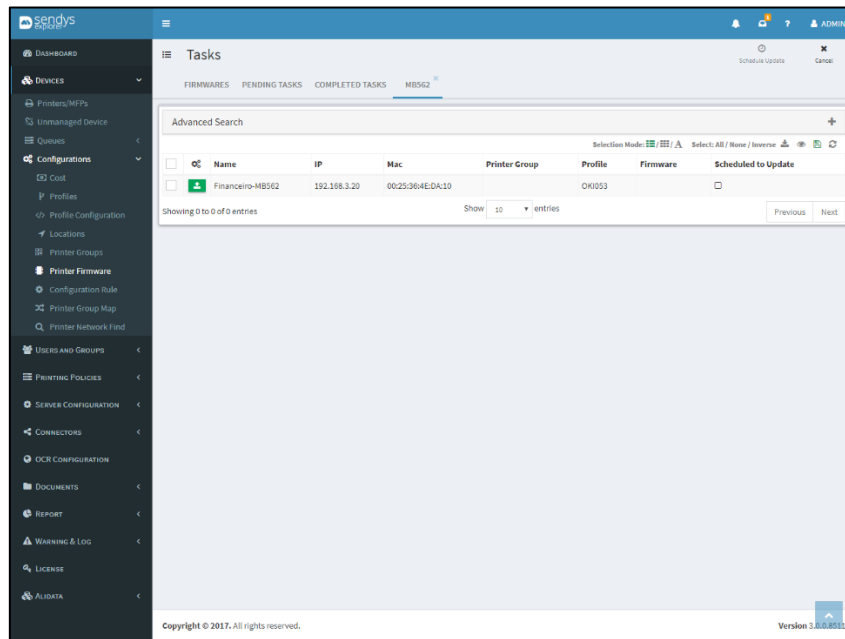 sendys
explorer
8
?
ADMIN
DASHBOARD
DEVICES
Printers/MFPs
Unmanaged Device
Queues
Configurations
Cost
Profiles
Profile Configuration
Locations
Printer Groups
Printer Firmware
Configuration Rule
Printer Group Map
Printer Network Find
USERS AND GROUPS
PRINTING POLICIES
SERVER CONFIGURATION
CONNECTORS
OCR CONFIGURATION
DOCUMENTS
REPORT
WARNING & LOG
LICENSE
ALIDATA
Tasks
Schedule Update Cancel
FIRMWARES PENDING TASKS COMPLETED TASKS MB562
Advanced Search
Selection Mode: / / A Select: All / None / Inverse
Name IP Mac Printer Group Profile Firmware Scheduled to Update
Financeiro-MB562 192.168.3.20 00:25:36:4E:DA:10 OKI053
Showing 0 to 0 of 0 entries Show 10 entries Previous Next
Copyright © 2017. All rights reserved. Version 3.0.0.8511